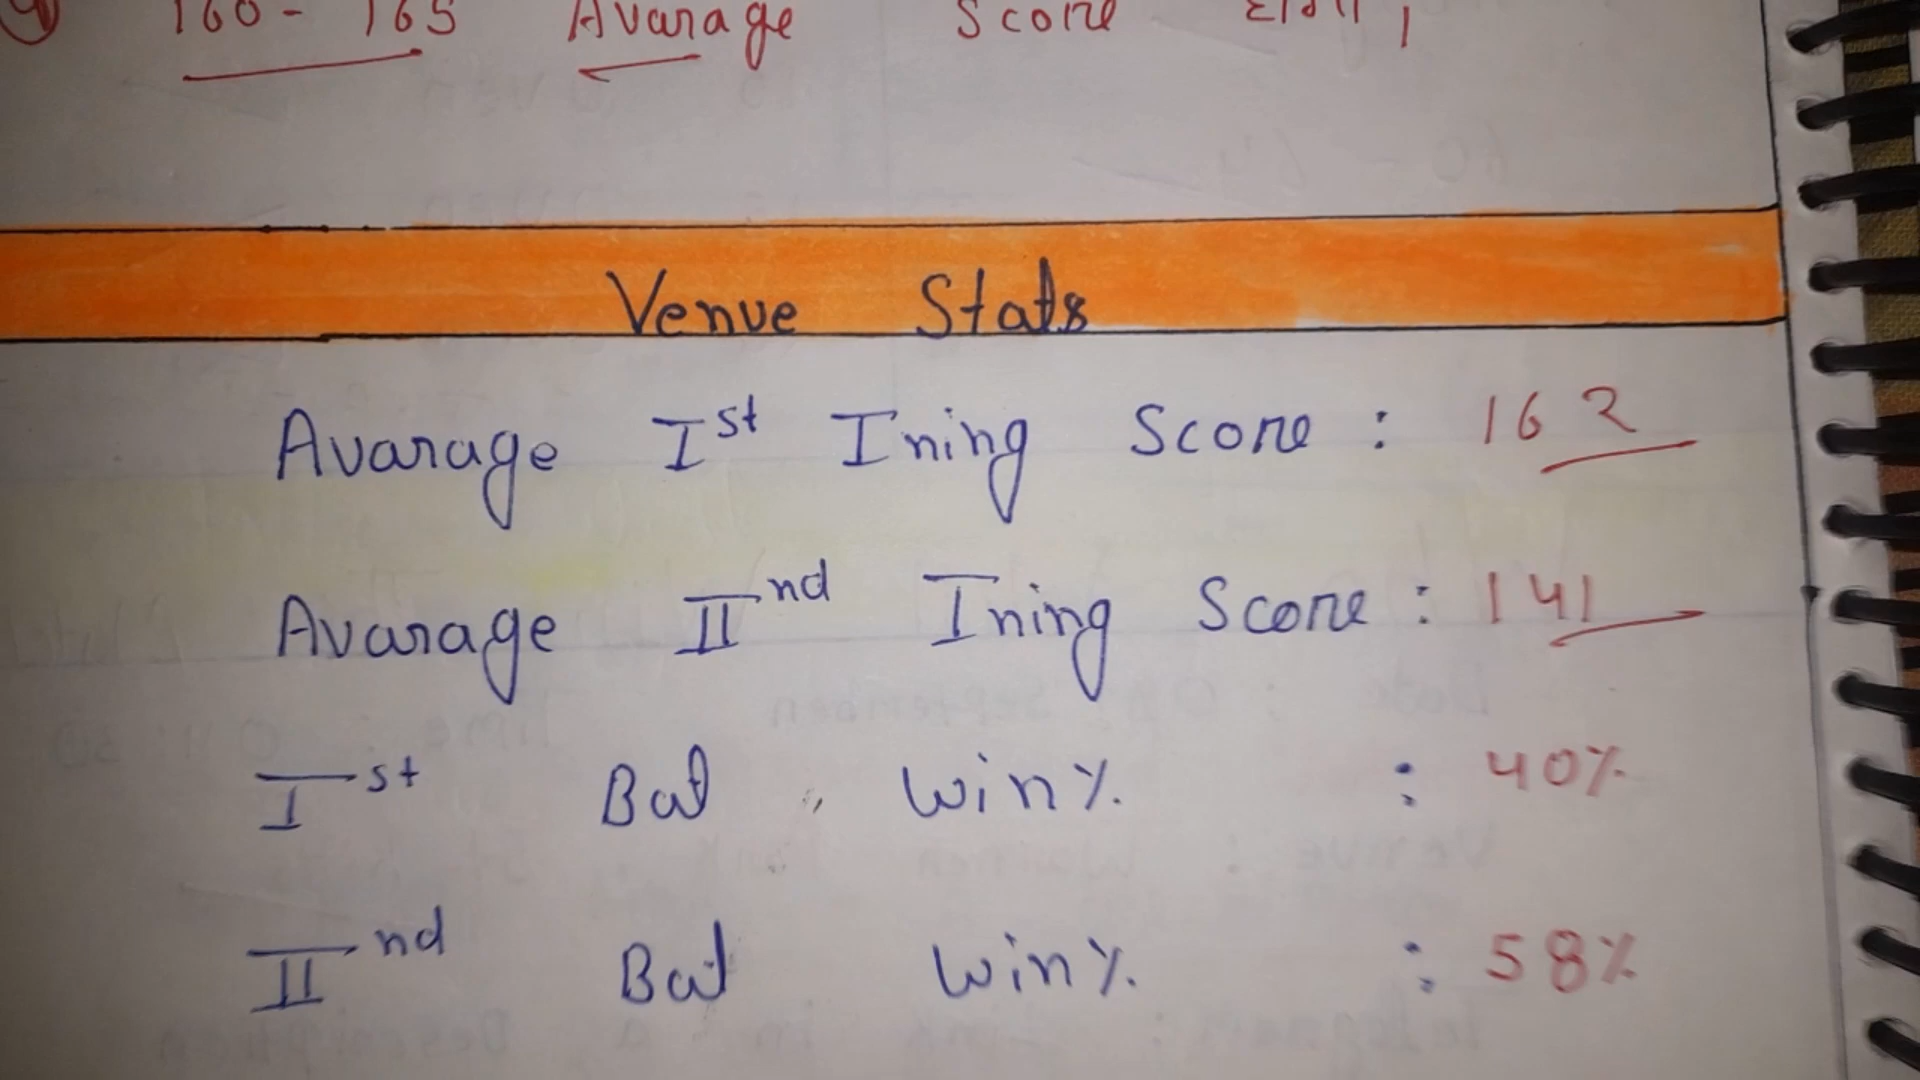 160 - 165 Avarage Score
Venue Stats
Avarage Ist Ining Score : 162
Avarage IInd Ining Score : 141
Ist Bat Win% : 40%
IInd Bat Win% : 58%